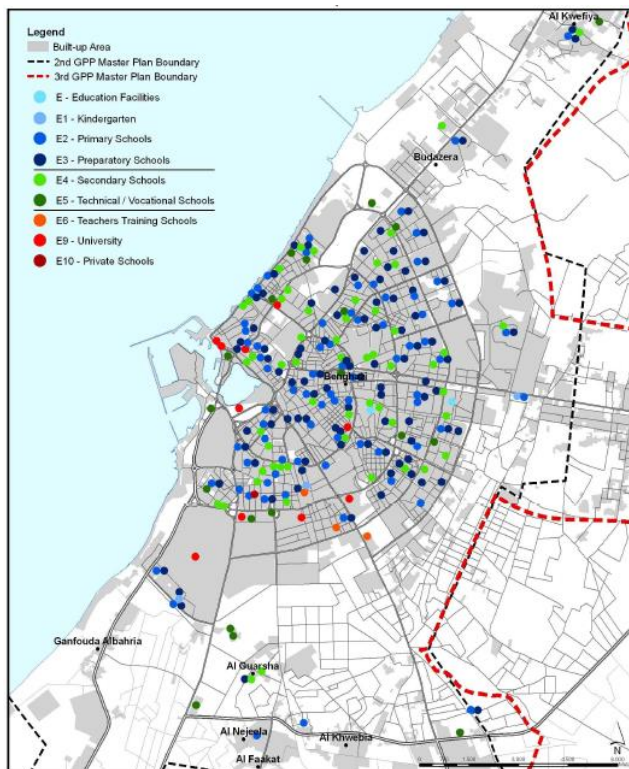 Al Kwefiya
Legend
Built-up Area
2nd GPP Master Plan Boundary
3rd GPP Master Plan Boundary
E - Education Facilities
E1 - Kindergarten
E2 - Primary Schools
E3 - Preparatory Schools
E4 - Secondary Schools
E5 - Technical / Vocational Schools
E6 - Teachers Training Schools
E9 - University
E10 - Private Schools
Budazera
Benghazi
Ganfouda Albahria
Al Guarsha
Al Nejeela
Al Khwebia
Al Faakat
N